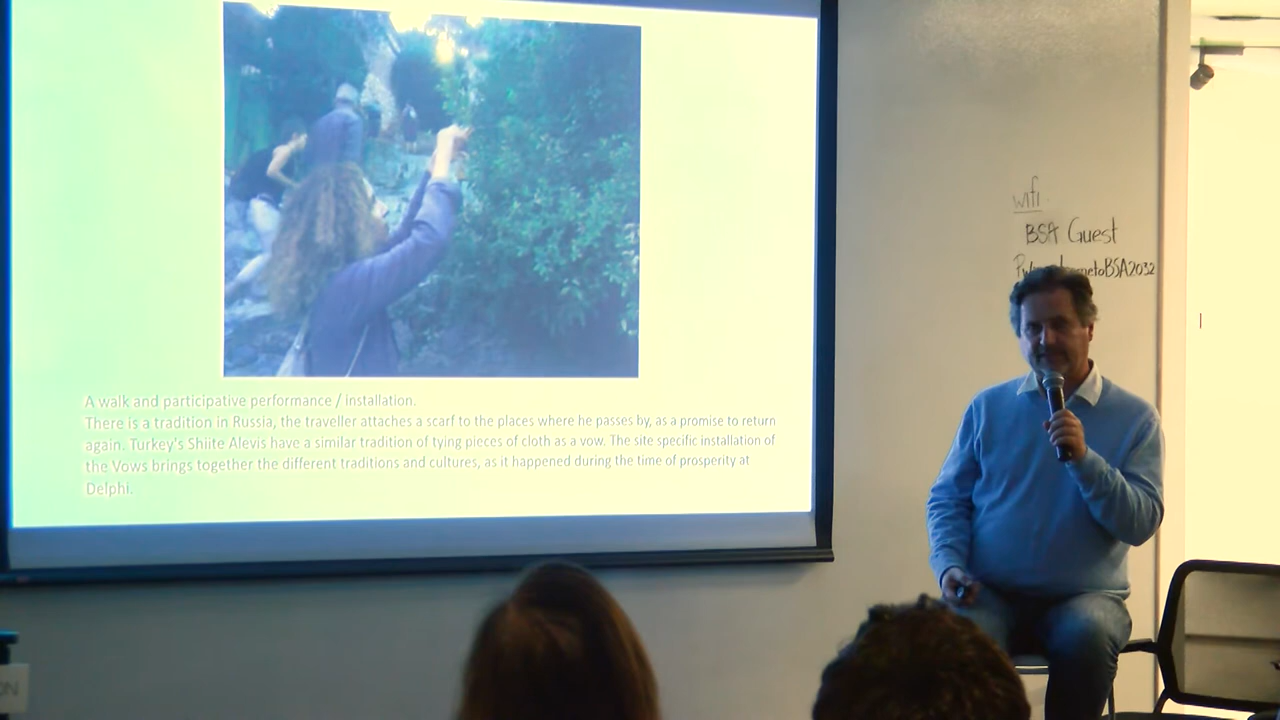 A walk and participative performance / installation.
There is a tradition in Russia, the traveller attaches a scarf to the places where he passes by, as a promise to return
again. Turkey's Shiite Alevis have a similar tradition of tying pieces of cloth as a vow. The site specific installation of
the Vows brings together the different traditions and cultures, as it happened during the time of prosperity at
Delphi.
wifi
BSA Guest